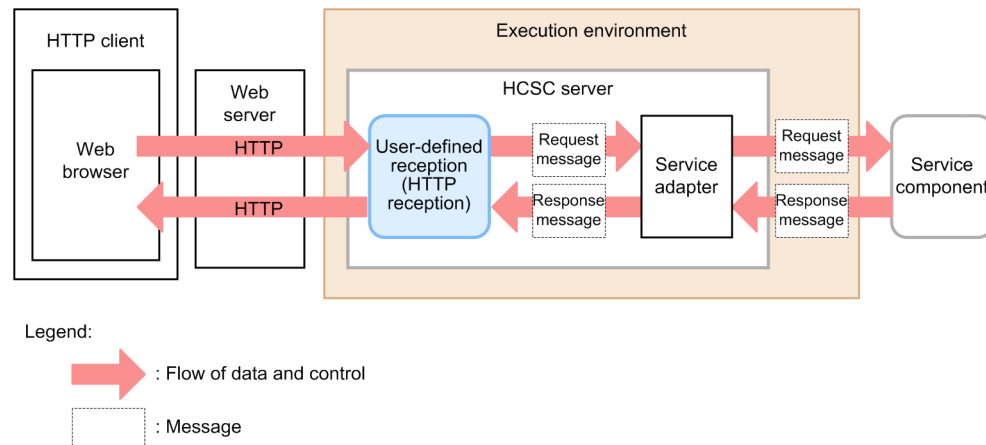 HTTP client
Web
browser
Web
server
HTTP
HTTP
Execution environment
HCSC server
User-defined
reception
(HTTP
reception)
Request
message
Response
message
Service
adapter
Request
message
Response
message
Service
component
Legend:
: Flow of data and control
: Message